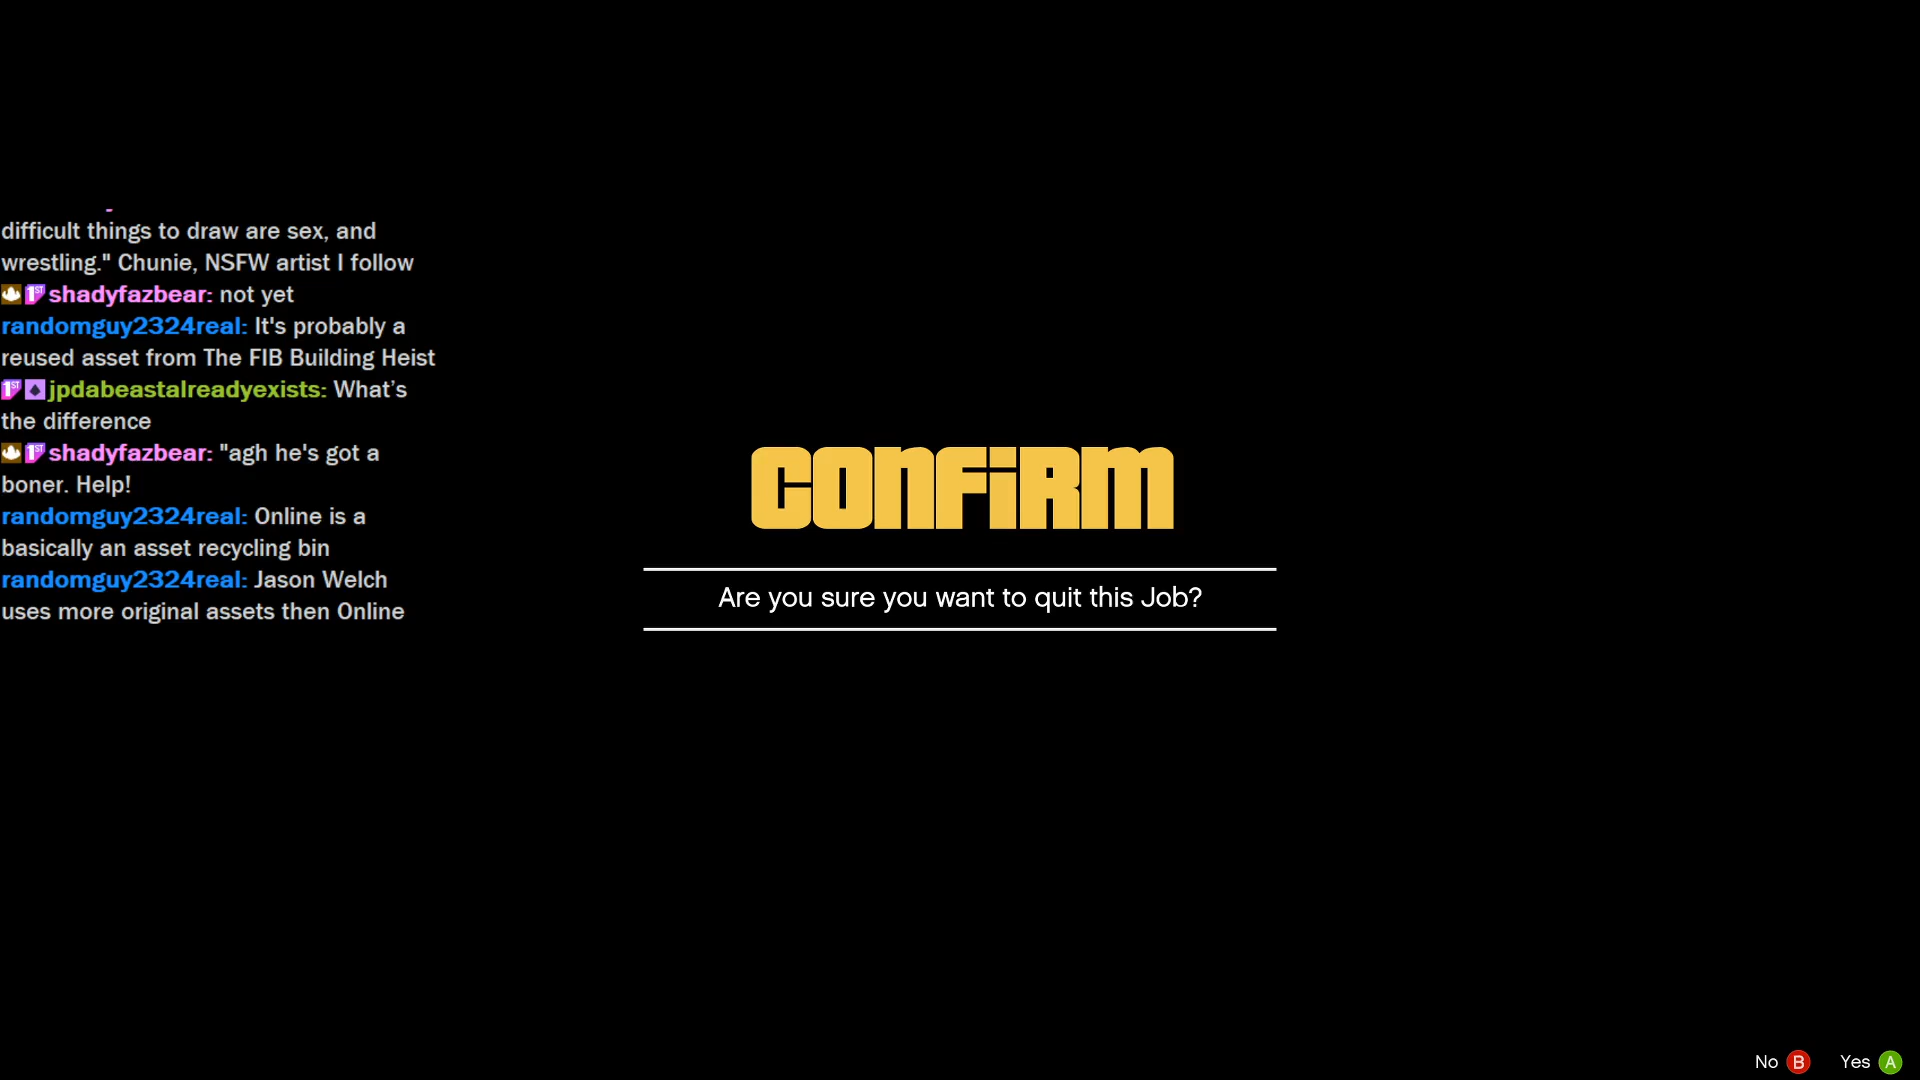 difficult things to draw are sex, and
wrestling." Chunie, NSFW artist I follow
1ST shadyfazbear: not yet
randomguy2324real: It's probably a
reused asset from The FIB Building Heist
1ST jpdabeastalreadyexists: What's
the difference
1ST shadyfazbear: "agh he's got a
boner. Help!
randomguy2324real: Online is a
basically an asset recycling bin
randomguy2324real: Jason Welch
uses more original assets then Online
CONFIRM
Are you sure you want to quit this Job?
No B Yes A